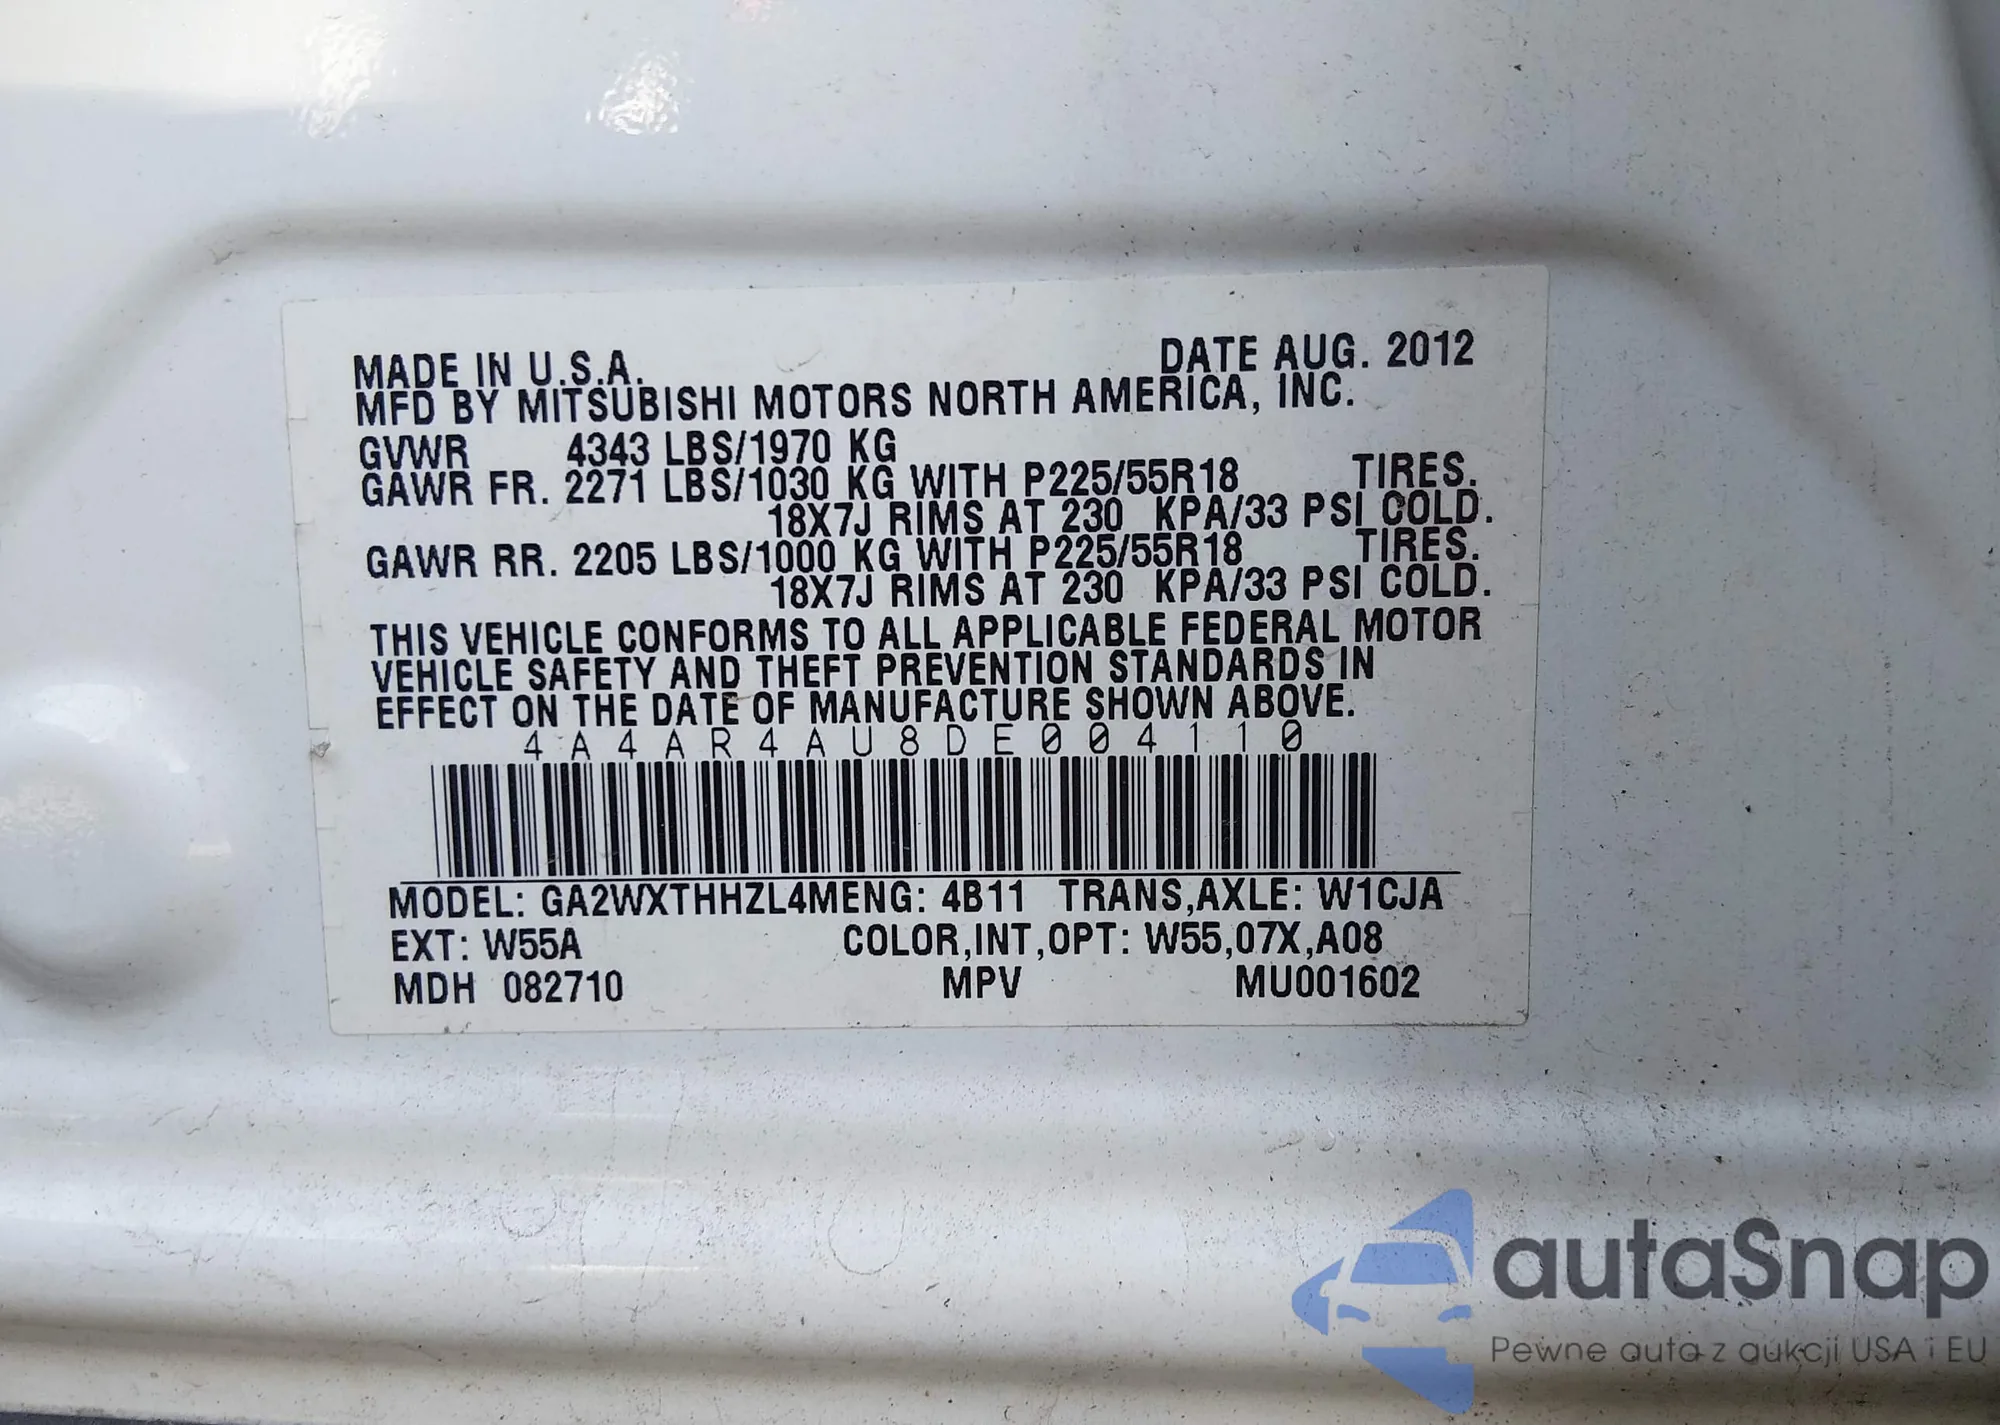 MADE IN U.S.A. DATE AUG. 2012
MFD BY MITSUBISHI MOTORS NORTH AMERICA, INC.
GVWR 4343 LBS/1970 KG
GAWR FR. 2271 LBS/1030 KG WITH P225/55R18 TIRES.
18X7J RIMS AT 230 KPA/33 PSI COLD.
GAWR RR. 2205 LBS/1000 KG WITH P225/55R18 TIRES.
18X7J RIMS AT 230 KPA/33 PSI COLD.
THIS VEHICLE CONFORMS TO ALL APPLICABLE FEDERAL MOTOR
VEHICLE SAFETY AND THEFT PREVENTION STANDARDS IN
EFFECT ON THE DATE OF MANUFACTURE SHOWN ABOVE.
4A4AR4AU8DE004110
MODEL: GA2WXTHHZL4MENG: 4B11 TRANS,AXLE: W1CJA
EXT: W55A COLOR,INT,OPT: W55,07X,A08
MDH 082710 MPV MU001602
autaSnap
Pewne auta z aukcji USA i EU